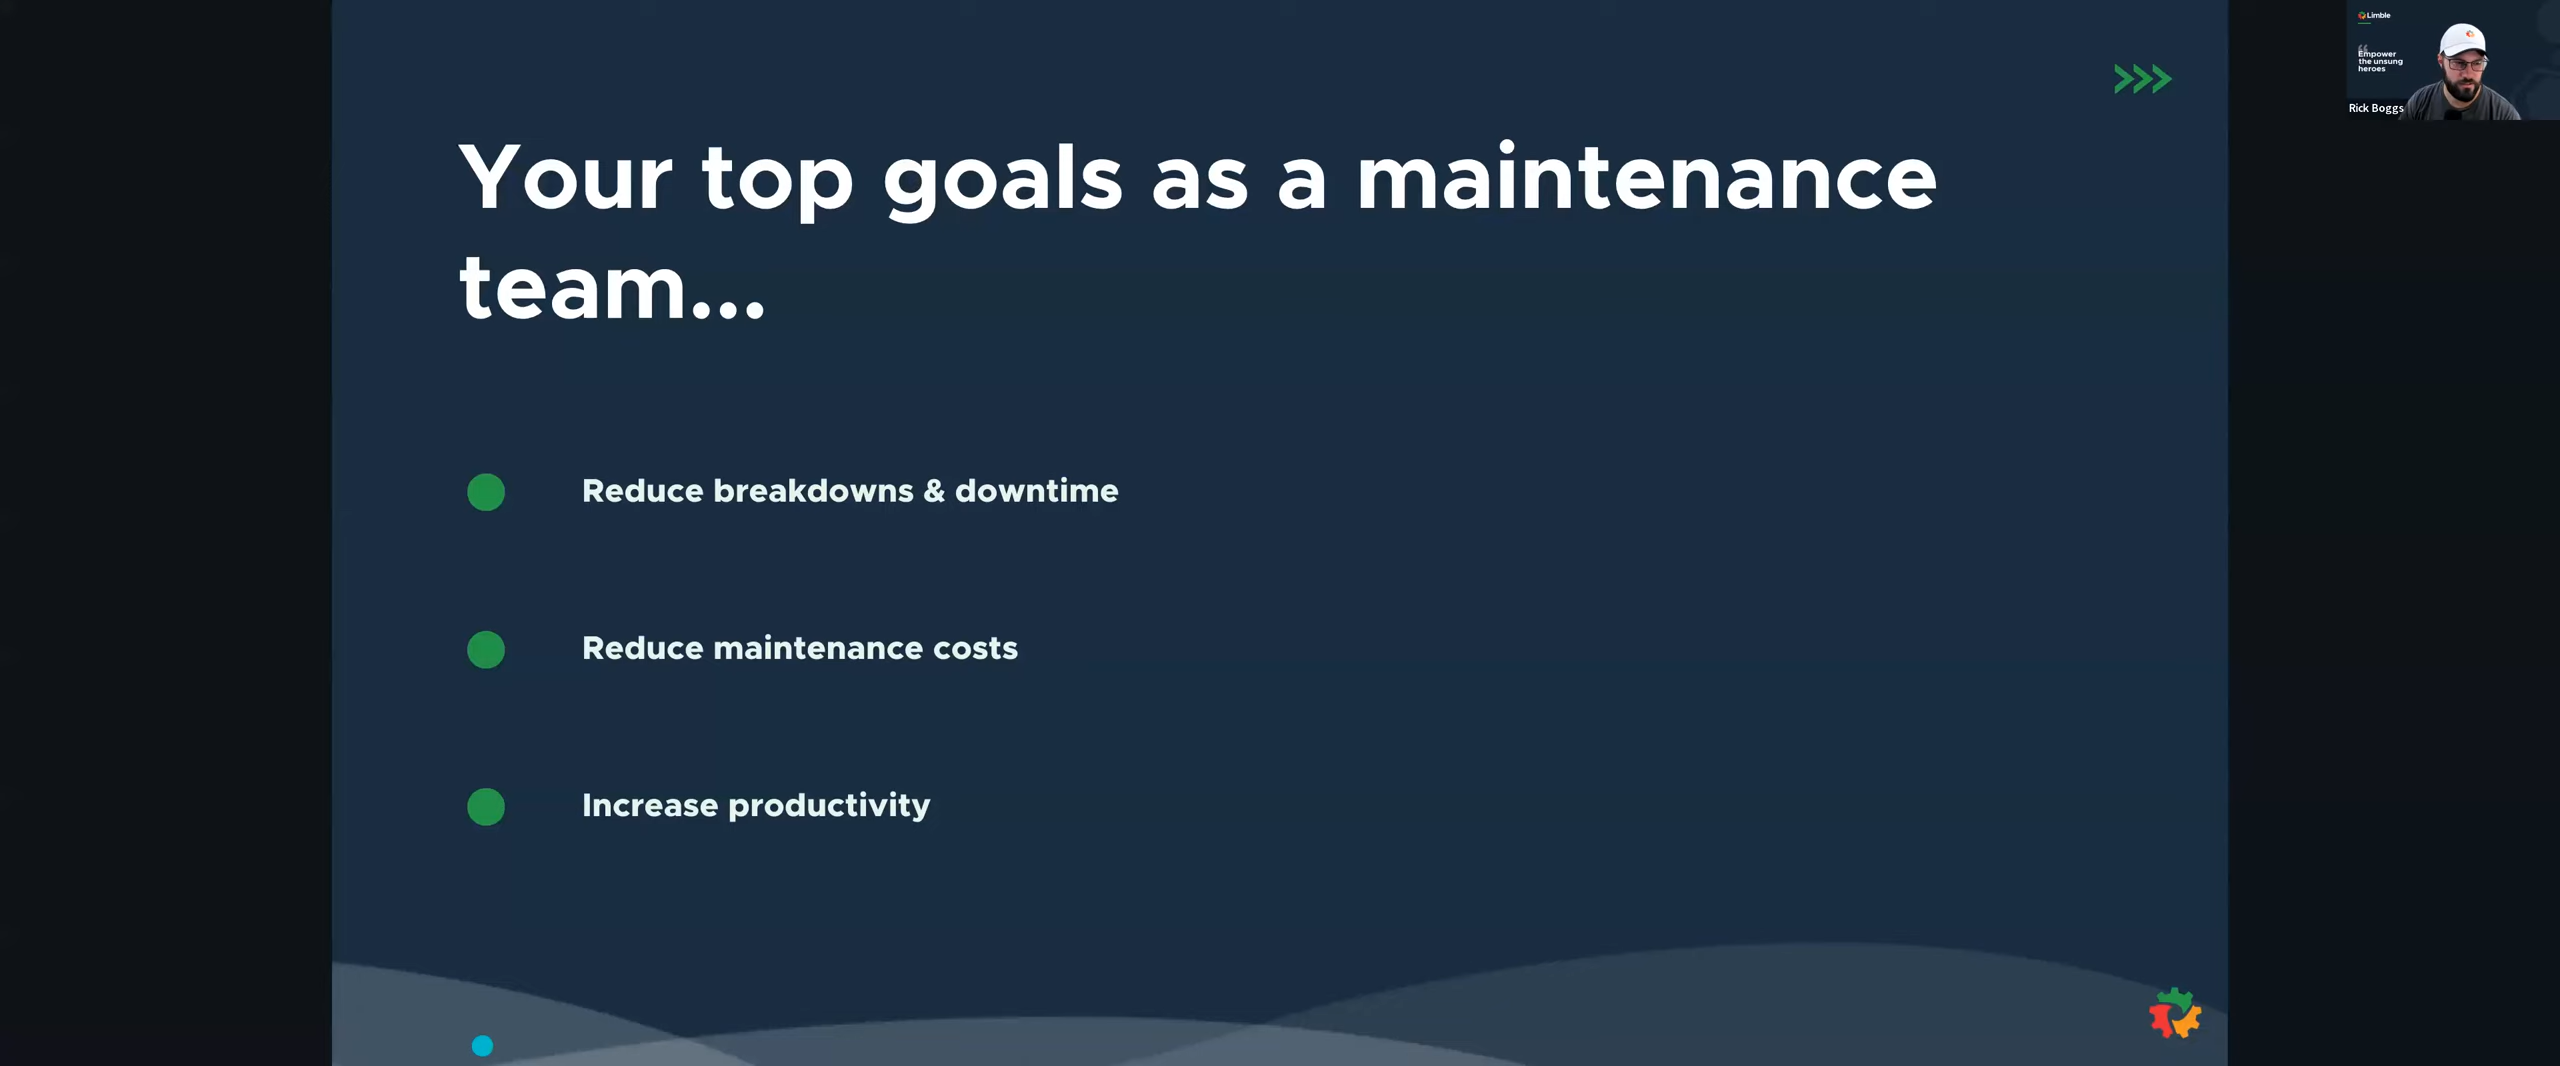 Your top goals as a maintenance
team...
Reduce breakdowns & downtime
Reduce maintenance costs
Increase productivity
Limble
“
Empower
the unsung
heroes
Rick Boggs